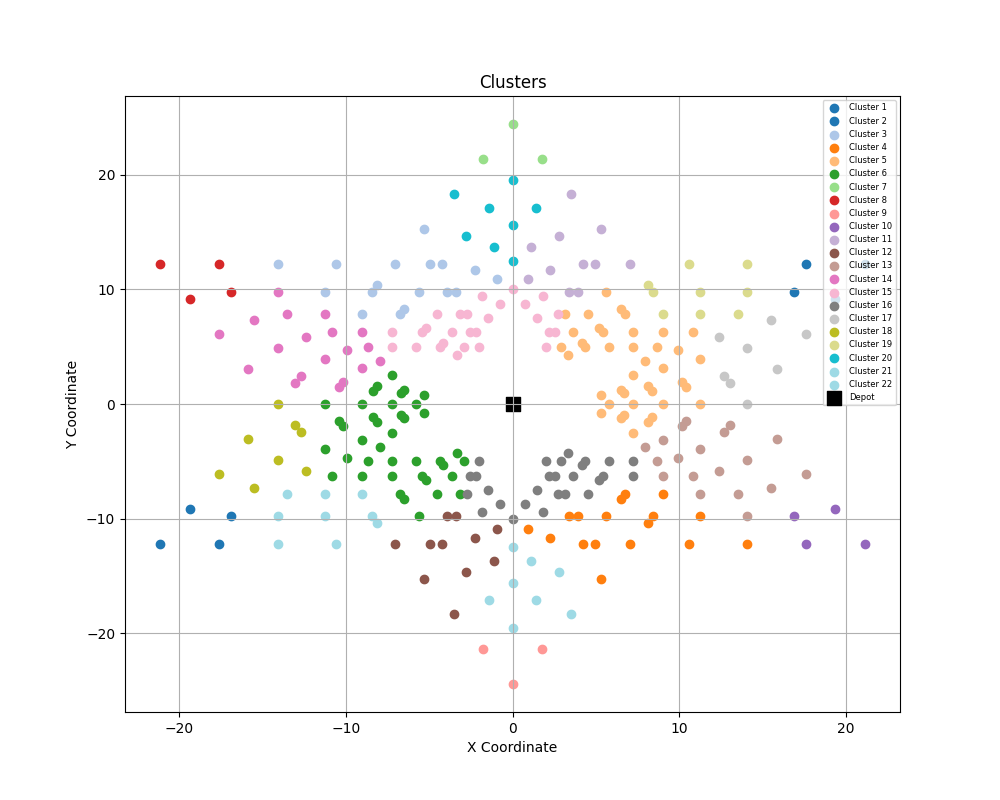 Clusters
Cluster 1
Cluster 2
Cluster 3
Cluster 4
Cluster 5
Cluster 6
Cluster 7
Cluster 8
Cluster 9
Cluster 10
Cluster 11
Cluster 12
Cluster 13
Cluster 14
Cluster 15
Cluster 16
Cluster 17
Cluster 18
Cluster 19
Cluster 20
Cluster 21
Cluster 22
Depot
20
10
0
−10
−20
Y Coordinate
−20 −10 0 10 20
X Coordinate